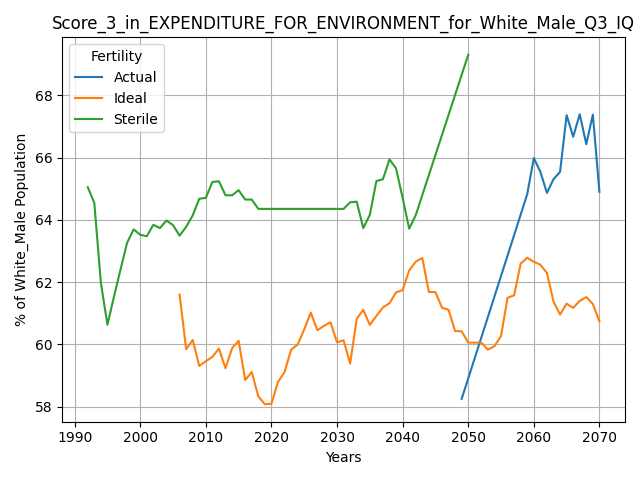 Score_3_in_EXPENDITURE_FOR_ENVIRONMENT_for_White_Male_Q3_IQ
Fertility
Actual
Ideal
Sterile
% of White_Male Population
68
66
64
62
60
58
1990 2000 2010 2020 2030 2040 2050 2060 2070
Years